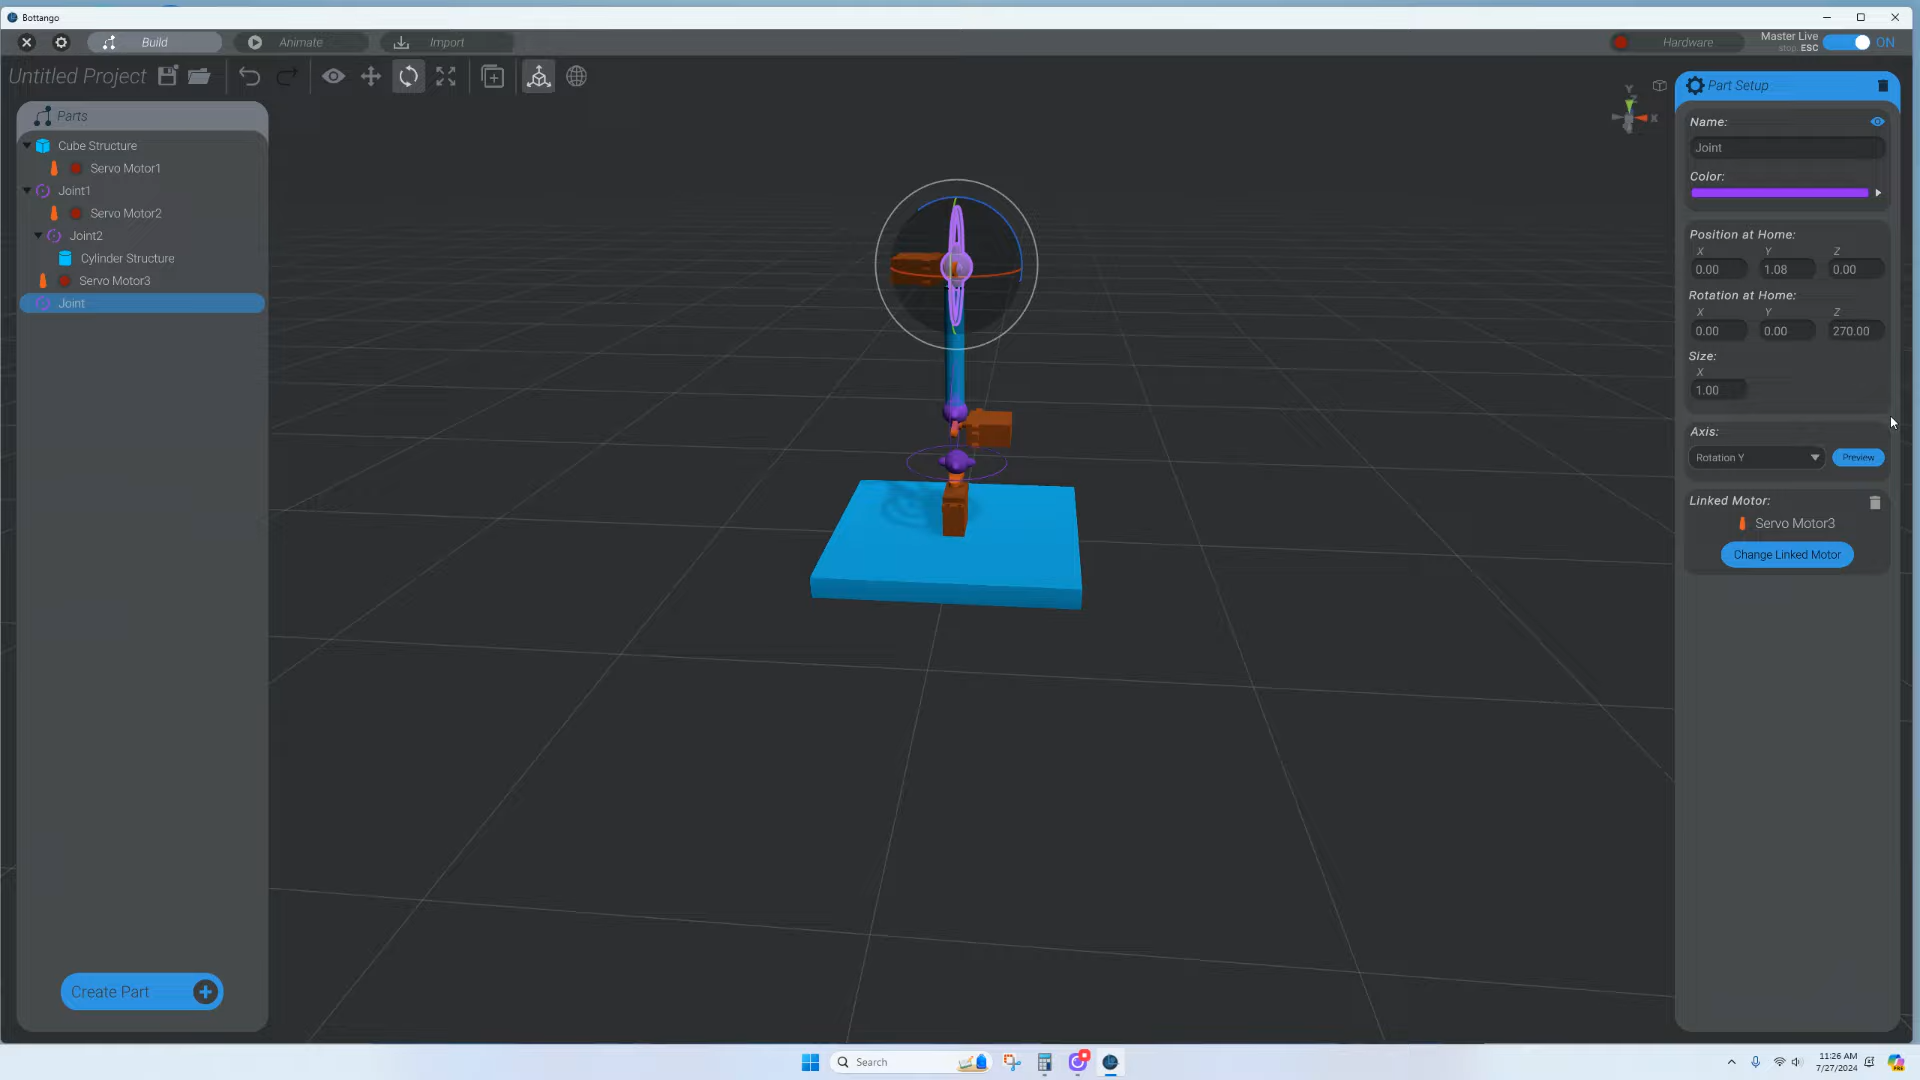 Bottango
Build
Animate
Import
Hardware
Master Live
stop: ESC
ON
Untitled Project
Parts
Cube Structure
Servo Motor1
Joint1
Servo Motor2
Joint2
Cylinder Structure
Servo Motor3
Joint
Create Part
Y
X
Part Setup
Name:
Joint
Color:
Position at Home:
X Y Z
0.00 1.08 0.00
Rotation at Home:
X Y Z
0.00 0.00 270.00
Size:
X
1.00
Axis:
Rotation Y
Preview
Linked Motor:
Servo Motor3
Change Linked Motor
Search
11:26 AM
7/27/2024